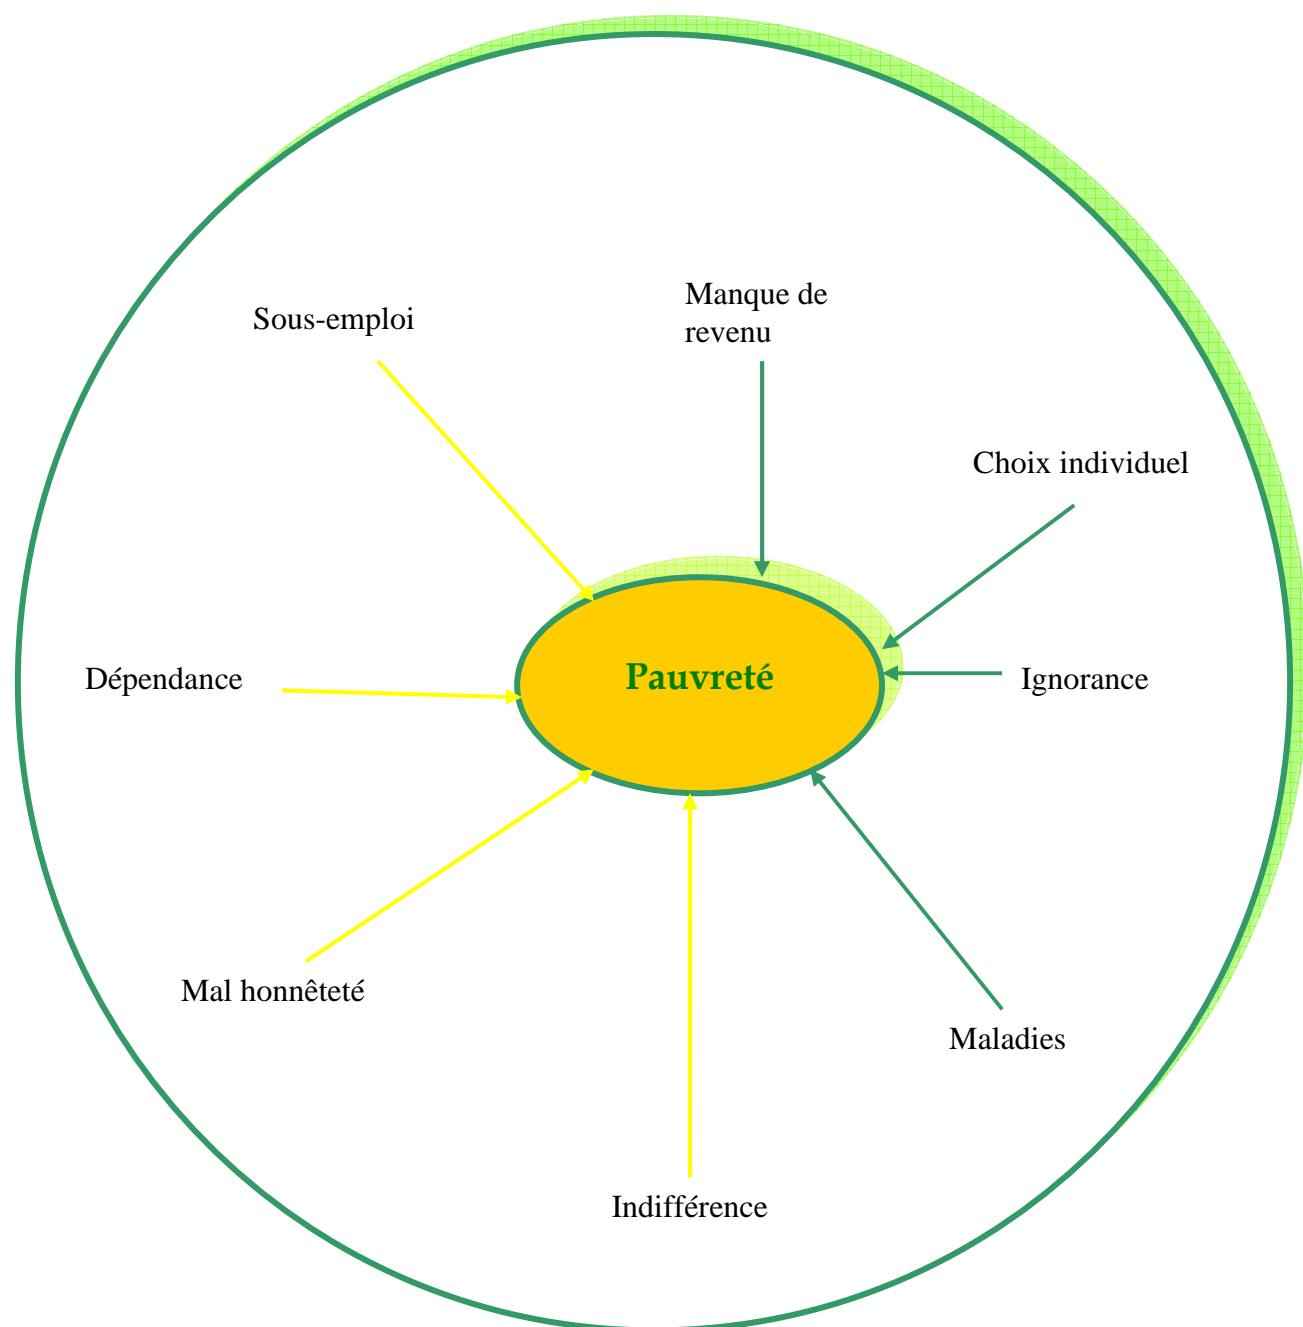 Manque de
revenu
Sous-emploi
Choix individuel
Dépendance
Pauvreté
Ignorance
Mal honnêteté
Maladies
Indifférence